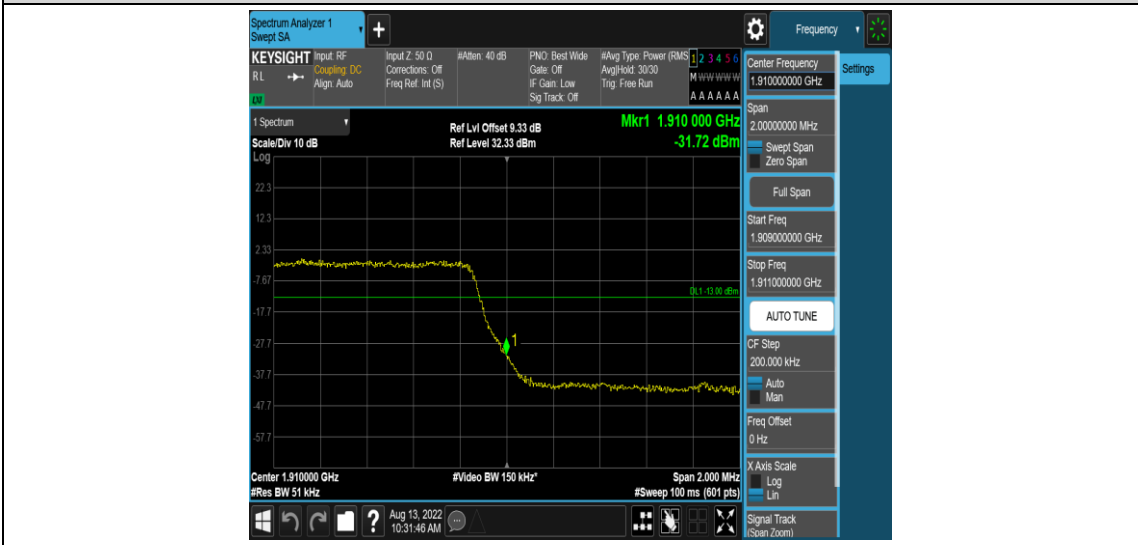 Spectrum Analyzer 1
Swept SA
+
Frequency
KEYSIGHT
RL
Input: RF
Coupling: DC
Align: Auto
Input Z: 50 Ω
Corrections: Off
Freq Ref: Int (S)
#Atten: 40 dB
PNO: Best Wide
Gate: Off
IF Gain: Low
Sig Track: Off
#Avg Type: Power (RMS
Avg|Hold: 30/30
Trig: Free Run
1 2 3 4 5 6
M W W W W W
A A A A A A
1 Spectrum
Scale/Div 10 dB
Log
Ref Lvl Offset 9.33 dB
Ref Level 32.33 dBm
Mkr1 1.910 000 GHz
-31.72 dBm
22.3
12.3
2.33
-7.67
-17.7
-27.7
-37.7
-47.7
-57.7
DL1 -13.00 dBm
1
Center 1.910000 GHz
#Res BW 51 kHz
#Video BW 150 kHz*
Span 2.000 MHz
#Sweep 100 ms (601 pts)
?
Aug 13, 2022
10:31:46 AM
Center Frequency
1.910000000 GHz
Span
2.00000000 MHz
Swept Span
Zero Span
Full Span
Start Freq
1.909000000 GHz
Stop Freq
1.911000000 GHz
AUTO TUNE
CF Step
200.000 kHz
Auto
Man
Freq Offset
0 Hz
X Axis Scale
Log
Lin
Signal Track
(Span Zoom)
Settings